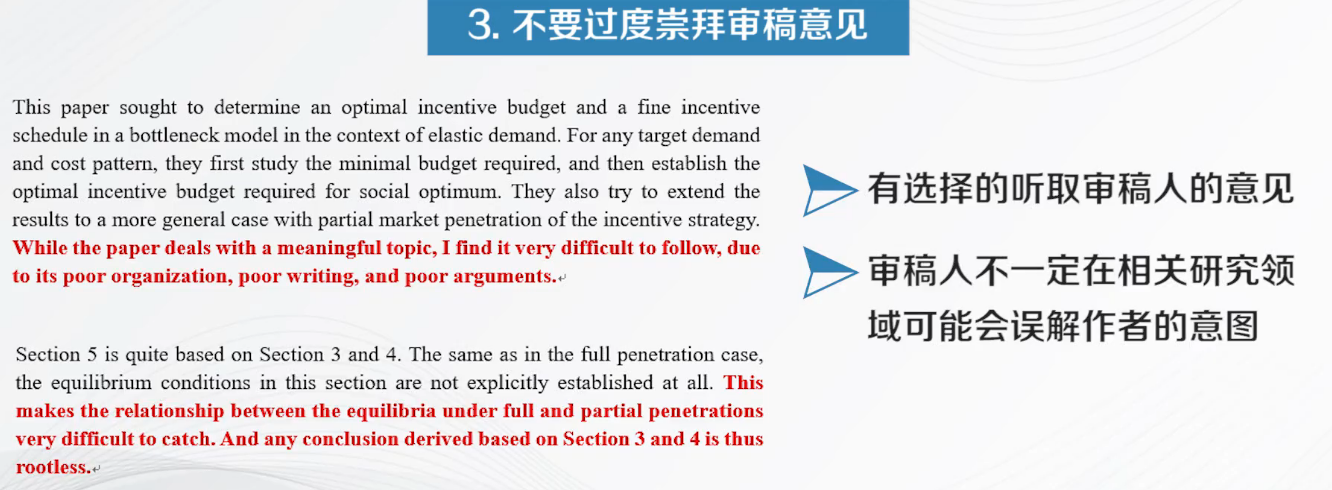 3. 不要过度崇拜审稿意见
This paper sought to determine an optimal incentive budget and a fine incentive
schedule in a bottleneck model in the context of elastic demand. For any target demand
and cost pattern, they first study the minimal budget required, and then establish the
optimal incentive budget required for social optimum. They also try to extend the
results to a more general case with partial market penetration of the incentive strategy.
While the paper deals with a meaningful topic, I find it very difficult to follow, due
to its poor organization, poor writing, and poor arguments.↵
Section 5 is quite based on Section 3 and 4. The same as in the full penetration case,
the equilibrium conditions in this section are not explicitly established at all. This
makes the relationship between the equilibria under full and partial penetrations
very difficult to catch. And any conclusion derived based on Section 3 and 4 is thus
rootless.↵
有选择的听取审稿人的意见
审稿人不一定在相关研究领
域可能会误解作者的意图